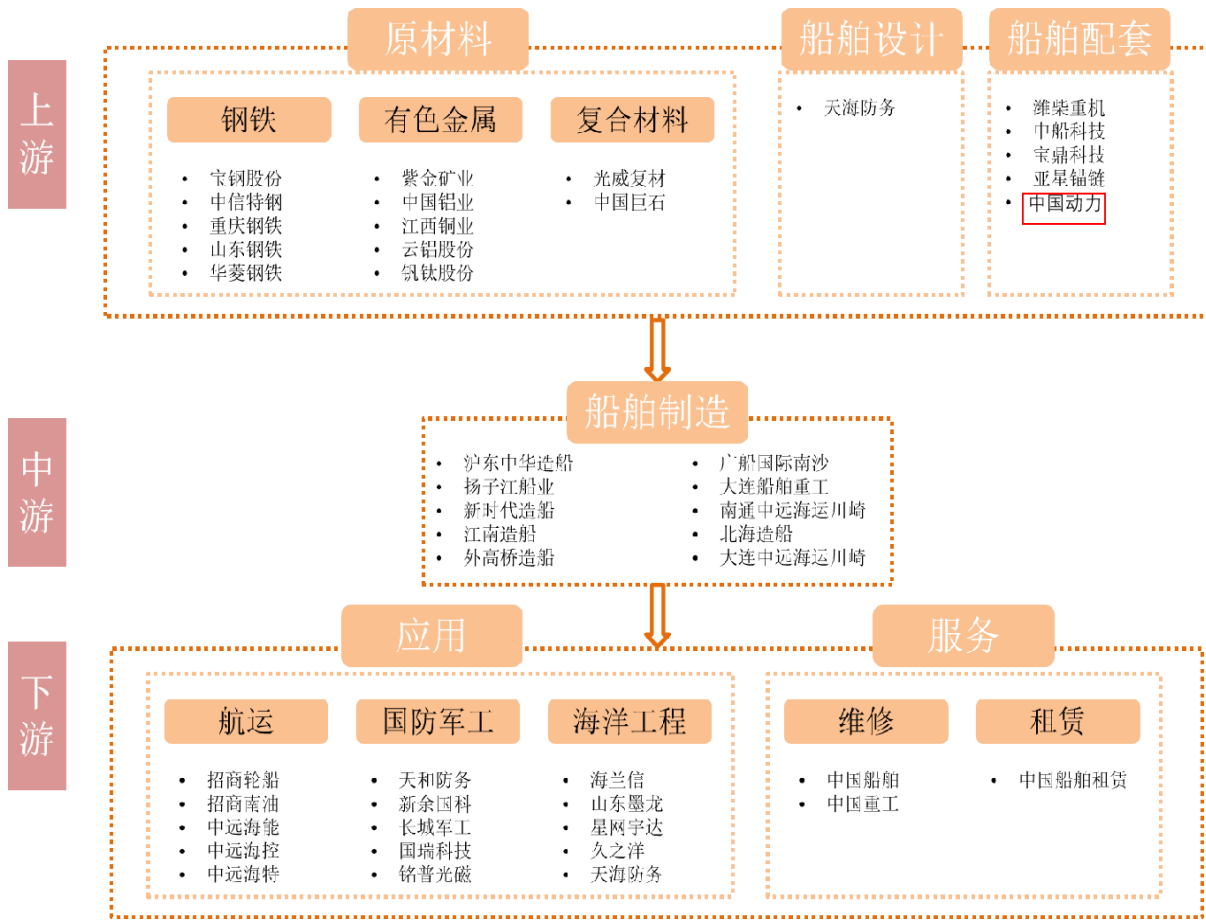 上游
原材料
钢铁
• 宝钢股份
• 中信特钢
• 重庆钢铁
• 山东钢铁
• 华菱钢铁
有色金属
• 紫金矿业
• 中国铝业
• 江西铜业
• 云铝股份
• 钒钛股份
复合材料
• 光威复材
• 中国巨石
船舶设计
• 天海防务
船舶配套
• 潍柴重机
• 中船科技
• 宝鼎科技
• 亚星锚链
• 中国动力
中游
船舶制造
• 沪东中华造船
• 扬子江船业
• 新时代造船
• 江南造船
• 外高桥造船
• 广船国际南沙
• 大连船舶重工
• 南通中远海运川崎
• 北海造船
• 大连中远海运川崎
下游
应用
航运
• 招商轮船
• 招商南油
• 中远海能
• 中远海控
• 中远海特
国防军工
• 天和防务
• 新余国科
• 长城军工
• 国瑞科技
• 铭普光磁
海洋工程
• 海兰信
• 山东墨龙
• 星网宇达
• 久之洋
• 天海防务
服务
维修
• 中国船舶
• 中国重工
租赁
• 中国船舶租赁